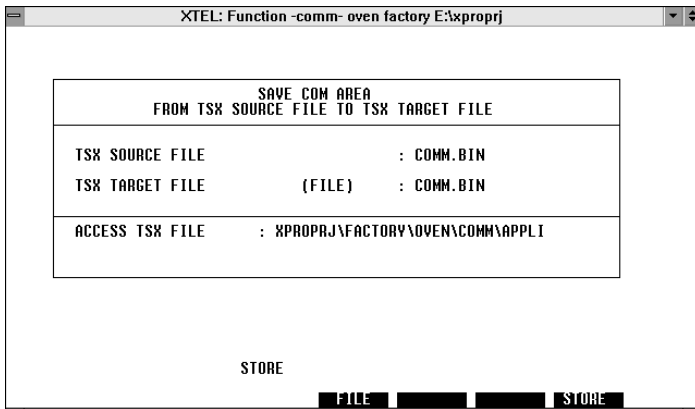 XTEL: Function -comm- oven factory E:\xproprj
SAVE COM AREA
FROM TSX SOURCE FILE TO TSX TARGET FILE
TSX SOURCE FILE : COMM.BIN
TSX TARGET FILE (FILE) : COMM.BIN
ACCESS TSX FILE : XPROPRJ\FACTORY\OVEN\COMM\APPLI
STORE
FILE STORE